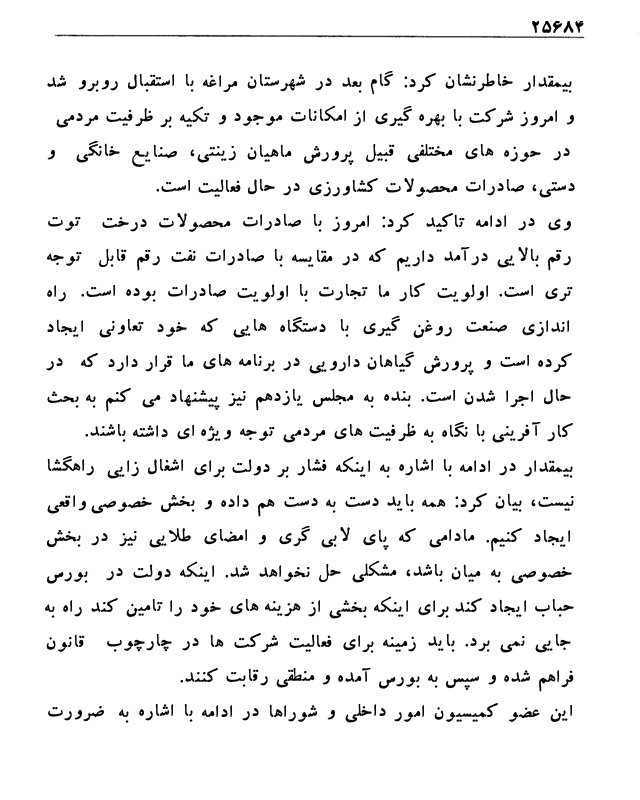 ۲۵۶۸۴
بیمقدار خاطرنشان کرد: گام بعد در شهرستان مراغه با استقبال روبرو شد
و امروز شرکت با بهره گیری از امکانات موجود و تکیه بر ظرفیت مردمی
در حوزه های مختلفی قبیل پرورش ماهیان زینتی، صنایع خانگی و
دستی، صادرات محصولات کشاورزی در حال فعالیت است.
وی در ادامه تاکید کرد: امروز با صادرات محصولات درخت توت
رقم بالایی درآمد داریم که در مقایسه با صادرات نفت رقم قابل توجه
تری است. اولویت کار ما تجارت با اولویت صادرات بوده است. راه
اندازی صنعت روغن گیری با دستگاه هایی که خود تعاونی ایجاد
کرده است و پرورش گیاهان دارویی در برنامه های ما قرار دارد که در
حال اجرا شدن است. بنده به مجلس یازدهم نیز پیشنهاد می کنم به بحث
کار آفرینی با نگاه به ظرفیت های مردمی توجه ویژه ای داشته باشند.
بیمقدار در ادامه با اشاره به اینکه فشار بر دولت برای اشغال زایی راهگشا
نیست، بیان کرد: همه باید دست به دست هم داده و بخش خصوصی واقعی
ایجاد کنیم. مادامی که پای لابی گری و امضای طلایی نیز در بخش
خصوصی به میان باشد، مشکلی حل نخواهد شد. اینکه دولت در بورس
حباب ایجاد کند برای اینکه بخشی از هزینه های خود را تامین کند راه به
جایی نمی برد. باید زمینه برای فعالیت شرکت ها در چارچوب قانون
فراهم شده و سپس به بورس آمده و منطقی رقابت کنند.
این عضو کمیسیون امور داخلی و شوراها در ادامه با اشاره به ضرورت